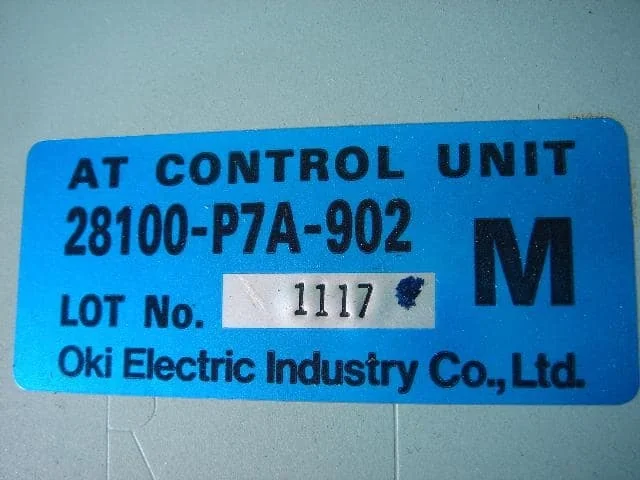 AT CONTROL UNIT
28100-P7A-902
M
LOT No. 1117
Oki Electric Industry Co., Ltd.